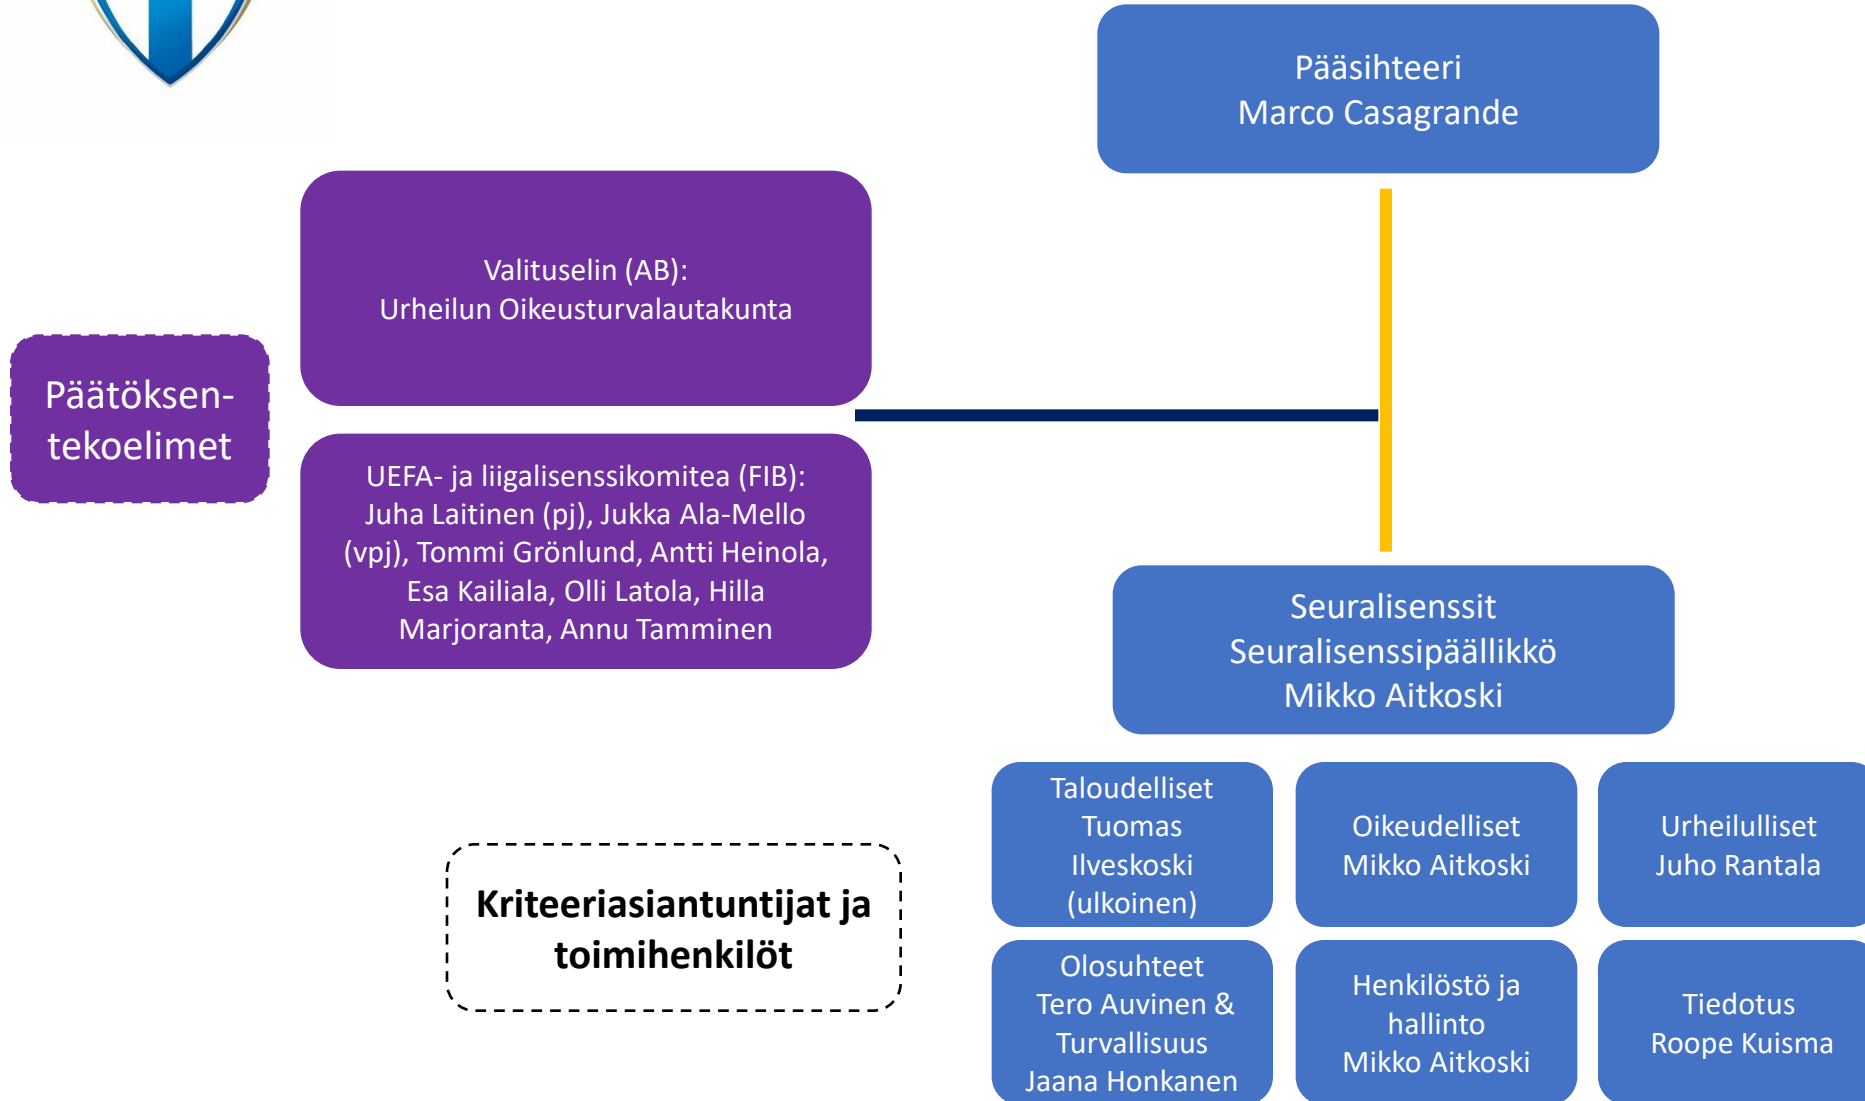 Pääsihteeri
Marco Casagrande
Valituselin (AB):
Urheilun Oikeusturvalautakunta
Päätöksen-
tekoelimet
UEFA- ja liigalisenssikomitea (FIB):
Juha Laitinen (pj), Jukka Ala-Mello
(vpj), Tommi Grönlund, Antti Heinola,
Esa Kailiala, Olli Latola, Hilla
Marjoranta, Annu Tamminen
Seuralisenssit
Seuralisenssipäällikkö
Mikko Aitkoski
Kriteeriasiantuntijat ja
toimihenkilöt
Taloudelliset
Tuomas
Ilveskoski
(ulkoinen)
Oikeudelliset
Mikko Aitkoski
Urheilulliset
Juho Rantala
Olosuhteet
Tero Auvinen &
Turvallisuus
Jaana Honkanen
Henkilöstö ja
hallinto
Mikko Aitkoski
Tiedotus
Roope Kuisma